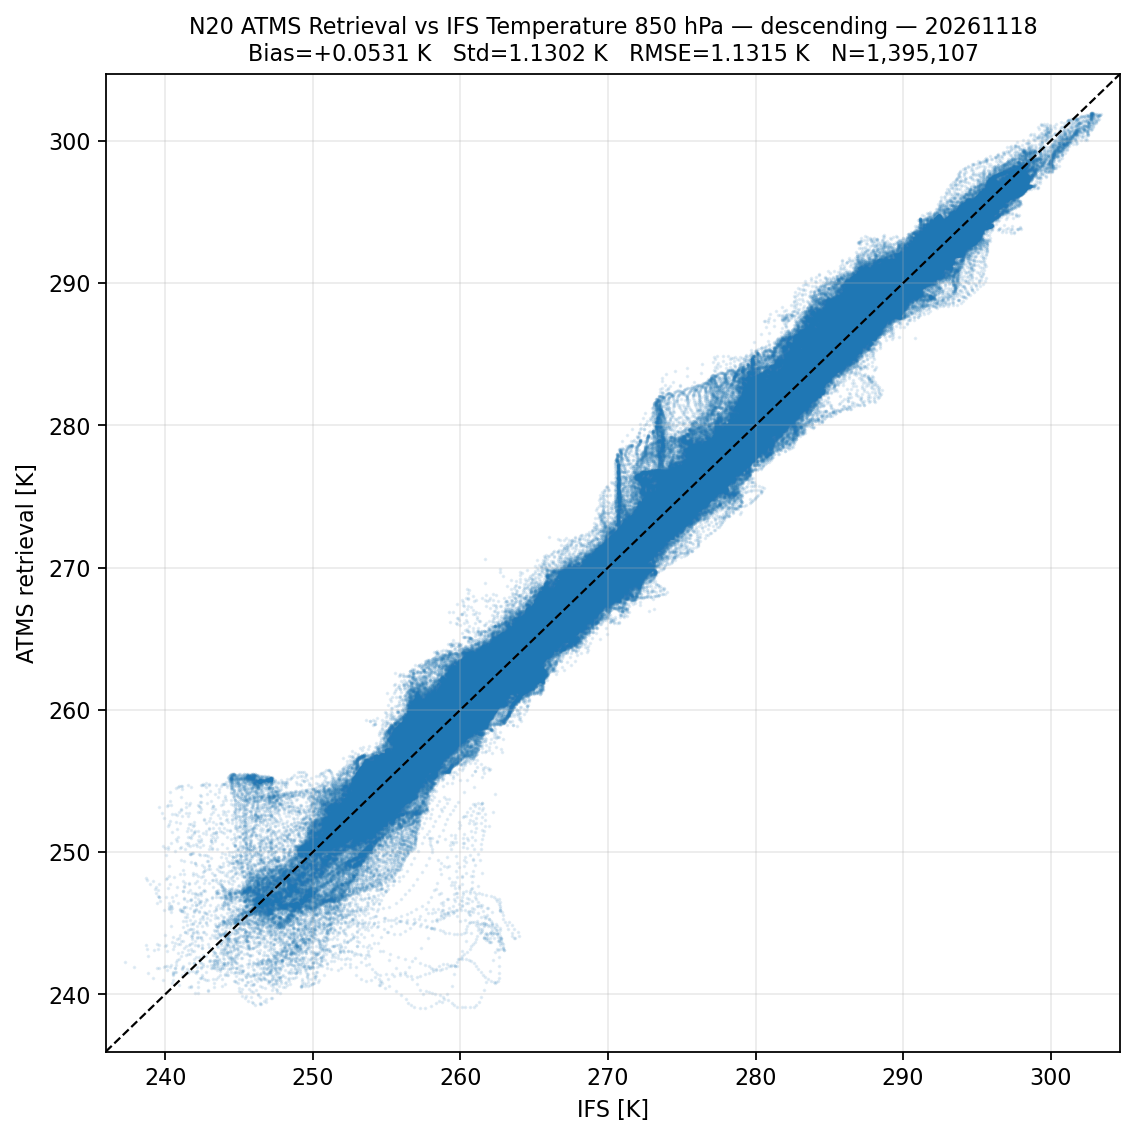 N20 ATMS Retrieval vs IFS Temperature 850 hPa — descending — 20261118
Bias=+0.0531 K   Std=1.1302 K   RMSE=1.1315 K   N=1,395,107
300
290
280
270
260
250
240
ATMS retrieval [K]
240 250 260 270 280 290 300
IFS [K]